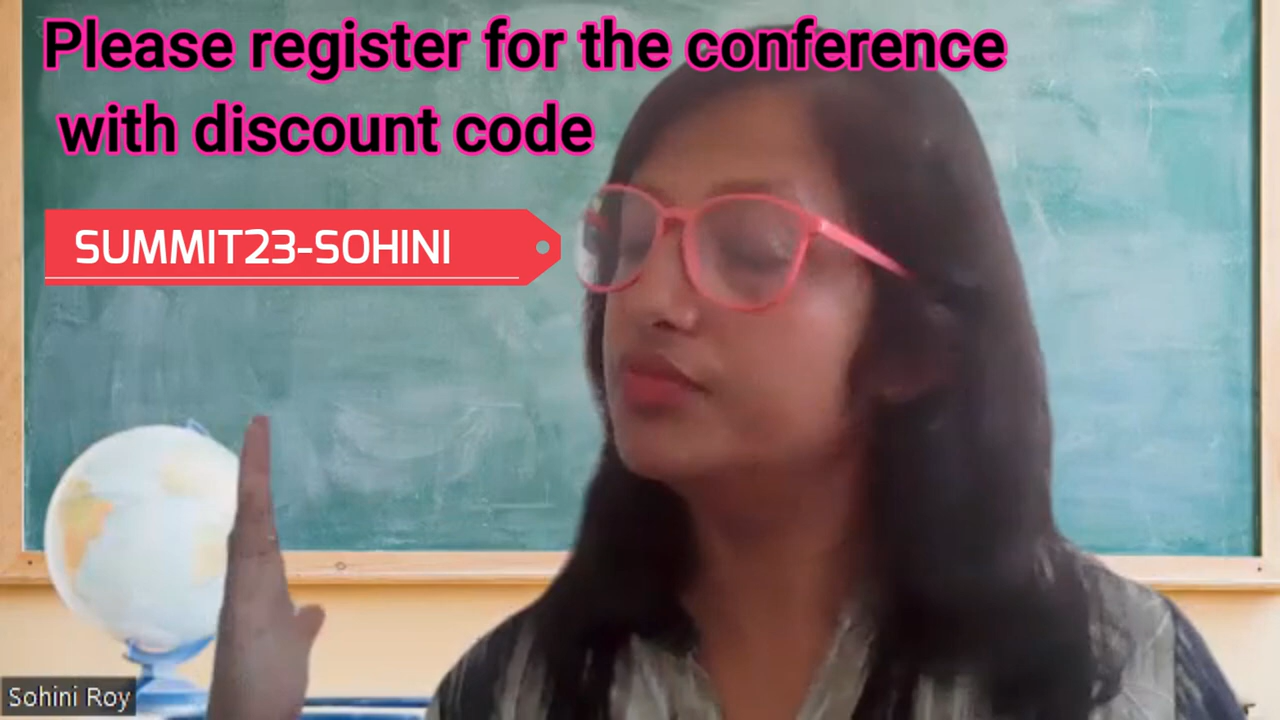 Please register for the conference
with discount code
SUMMIT23-SOHINI
Sohini Roy